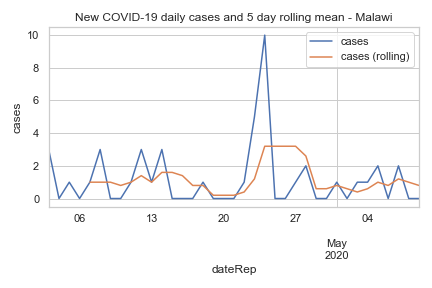 New COVID-19 daily cases and 5 day rolling mean - Malawi
cases
cases (rolling)
10
8
6
4
2
0
cases
06 13 20 27 04
May
2020
dateRep